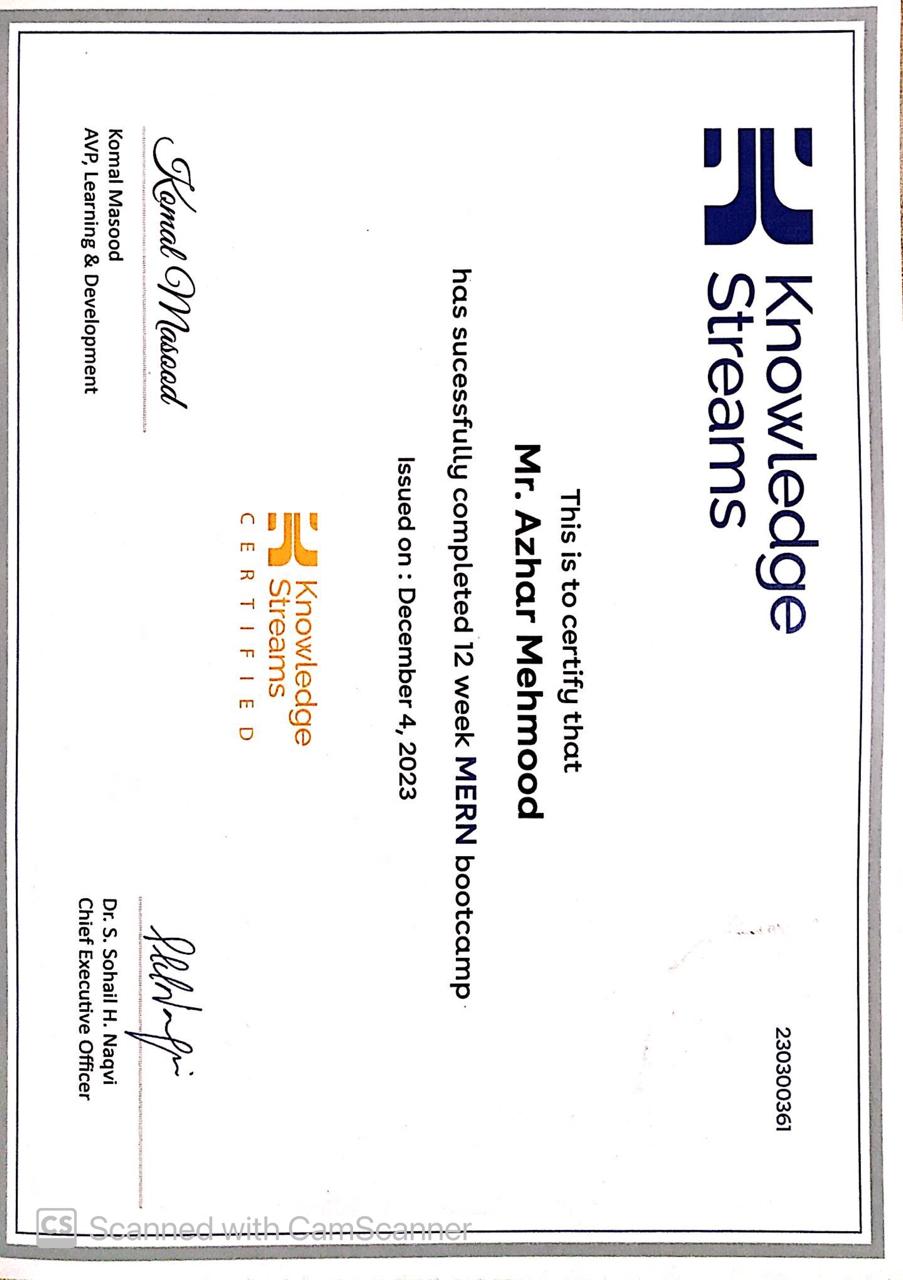 Knowledge
Streams
230300361
This is to certify that
Mr. Azhar Mehmood
has sucessfully completed 12 week MERN bootcamp
Issued on : December 4, 2023
Knowledge
Streams
CERTIFIED
Komal Masood
Komal Masood
AVP, Learning & Development
Dr. S. Sohail H. Naqvi
Chief Executive Officer
CS Scanned with CamScanner